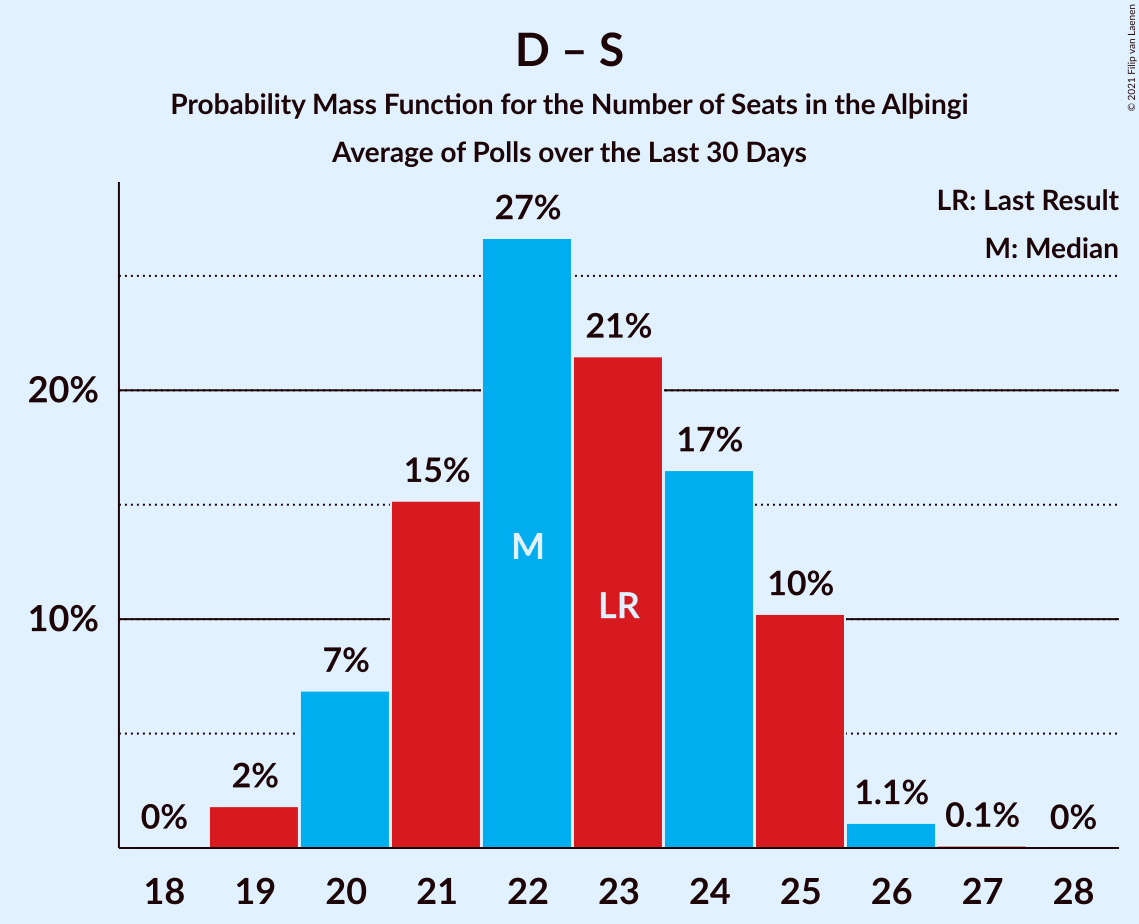 D – S
Probability Mass Function for the Number of Seats in the Alþingi
Average of Polls over the Last 30 Days
© 2021 Filip van Laenen
LR: Last Result
M: Median
27%
21%
20%
17%
15%
M
10%
LR
10%
7%
2%
1.1%
0%
0.1%
0%
18 19 20 21 22 23 24 25 26 27 28